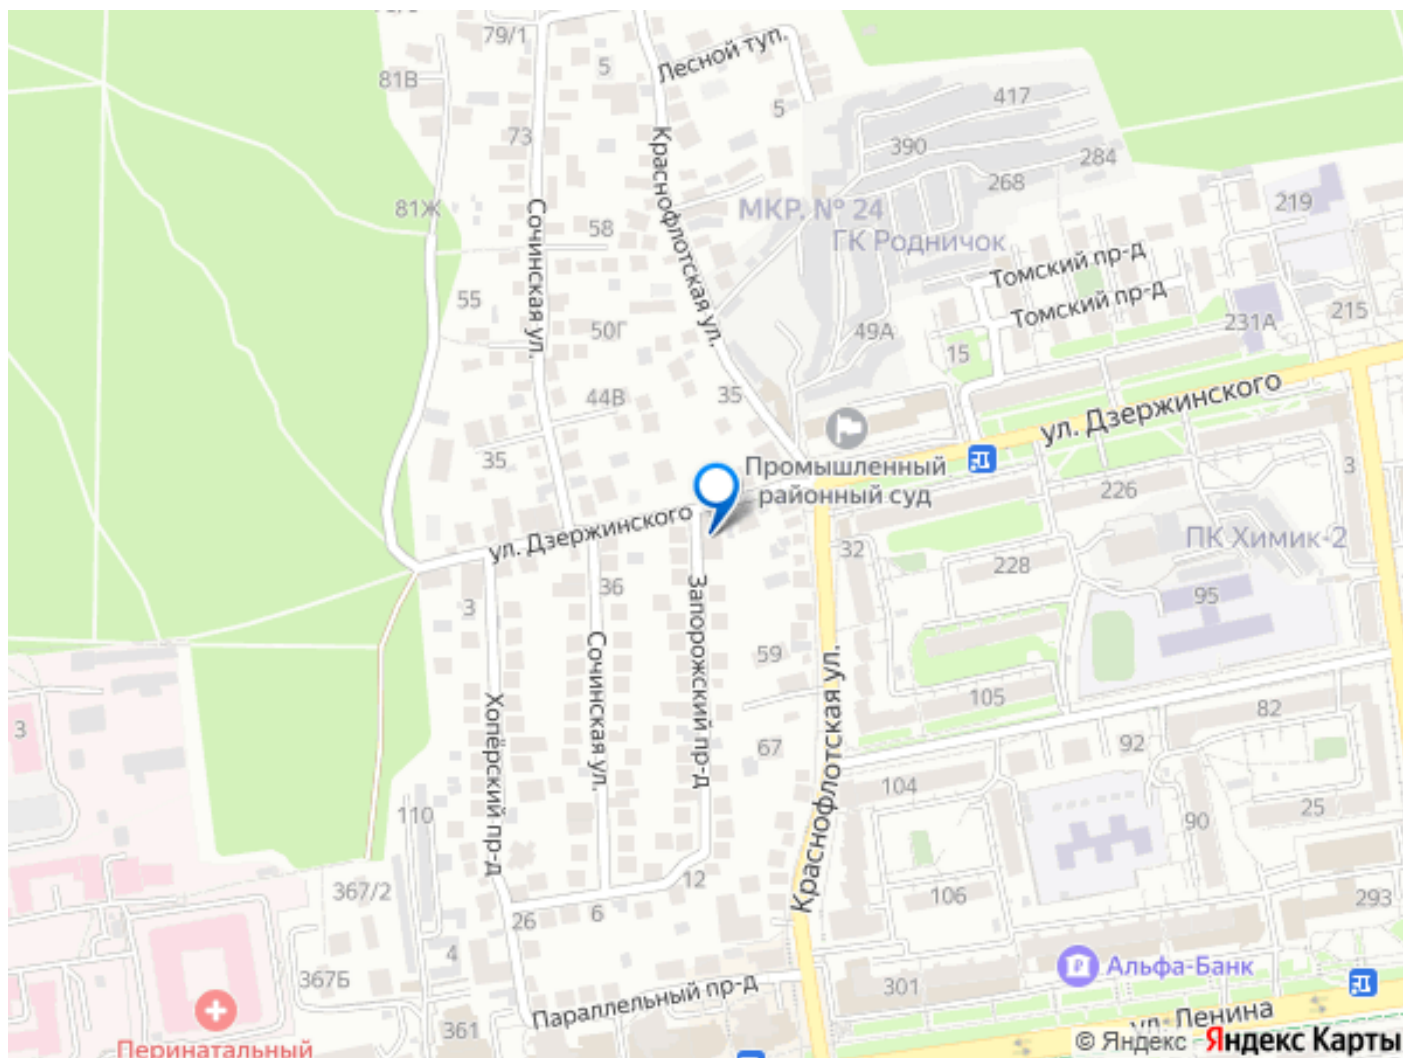 79/1
5
Лесной туп.
81В
417
5
73
Краснофлотская ул.
390
284
268
81Ж
Сочинская ул.
58
МКР. № 24
219
ГК Родничок
Томский пр-д
55
Томский пр-д
215
50Г
49А
231А
15
44В
35
ул. Дзержинского
35
Промышленный
районный суд
3
226
ул. Дзержинского
32
ПК Химик-2
228
36
3
95
Запорожский пр-д
59
Сочинская ул.
Краснофлотская ул.
105
82
3
Хопёрский пр-д
67
92
104
110
90
25
12
367/2
106
293
26
6
4
Альфа-Банк
367Б
301
Параллельный пр-д
ул. Ленина
361
Перинатальный
© Яндекс Яндекс Карты